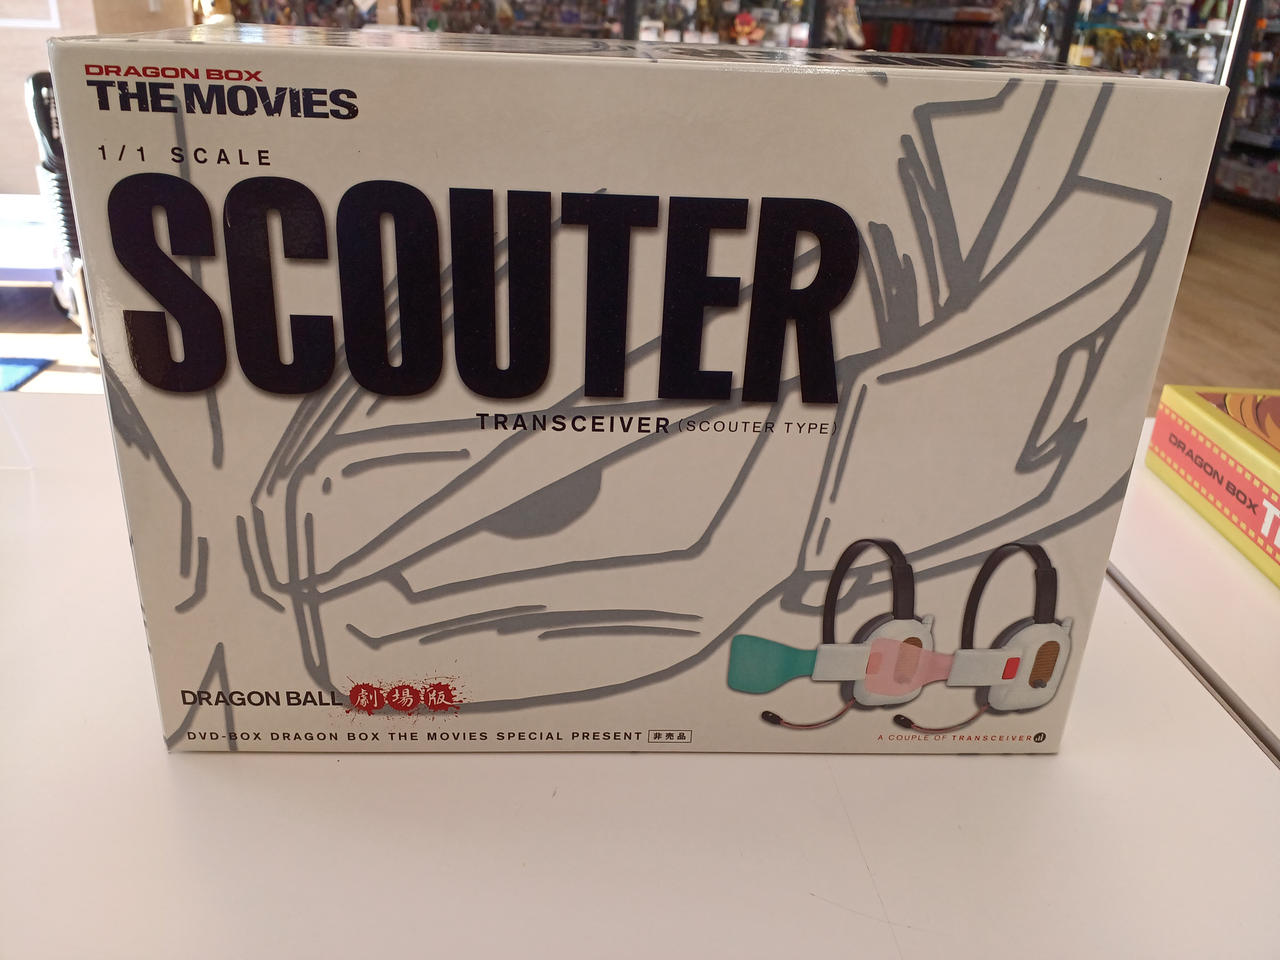 DRAGON BOX
THE MOVIES
1/1 SCALE
SCOUTER
TRANSCEIVER (SCOUTER TYPE)
DRAGON BALL 劇場版
DVD-BOX DRAGON BOX THE MOVIES SPECIAL PRESENT 非売品
A COUPLE OF TRANSCEIVER
DRAGON BOX